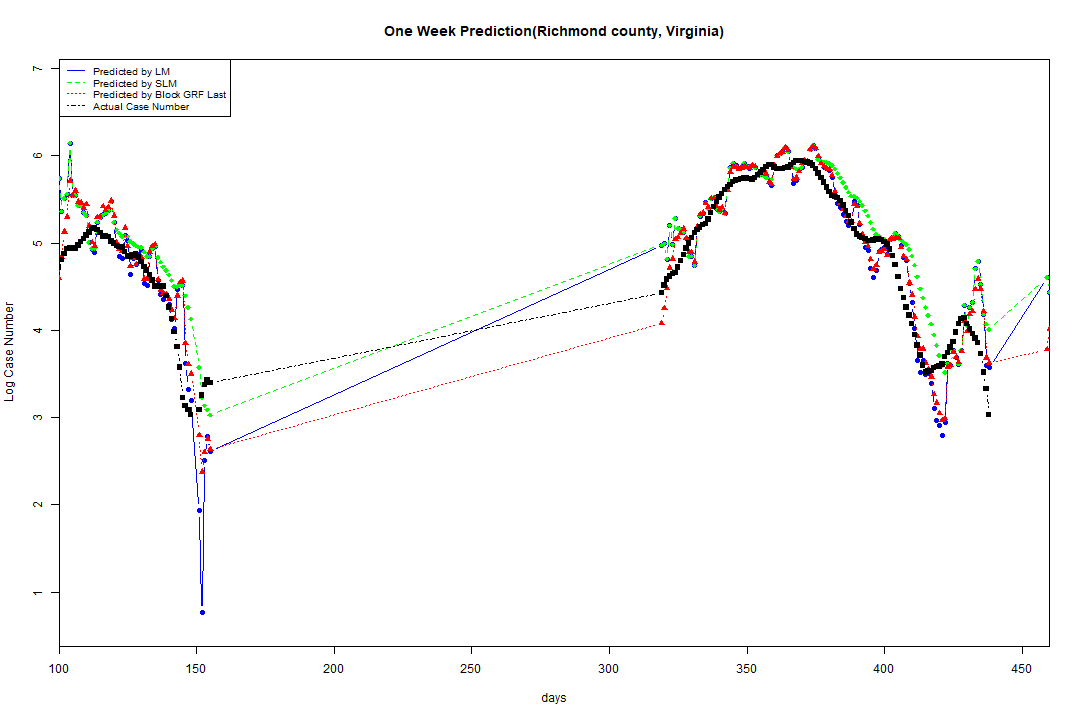 One Week Prediction(Richmond county, Virginia)
7
6
5
4
3
2
1
Log Case Number
Predicted by LM
Predicted by SLM
Predicted by Block GRF Last
Actual Case Number
100 150 200 250 300 350 400 450
days